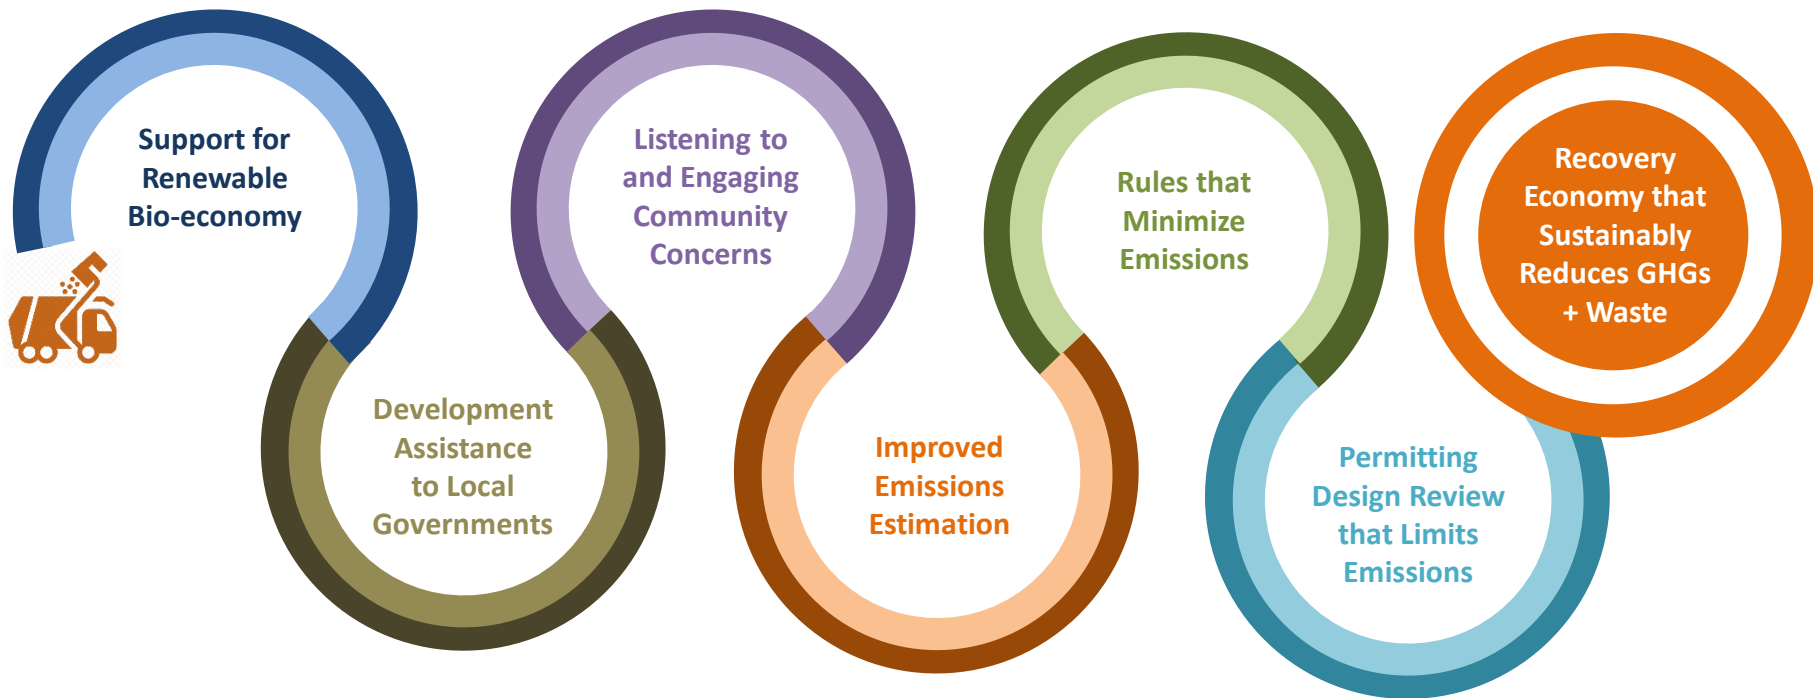 Support for
Renewable
Bio-economy
Development
Assistance
to Local
Governments
Listening to
and Engaging
Community
Concerns
Improved
Emissions
Estimation
Rules that
Minimize
Emissions
Permitting
Design Review
that Limits
Emissions
Recovery
Economy that
Sustainably
Reduces GHGs
+ Waste